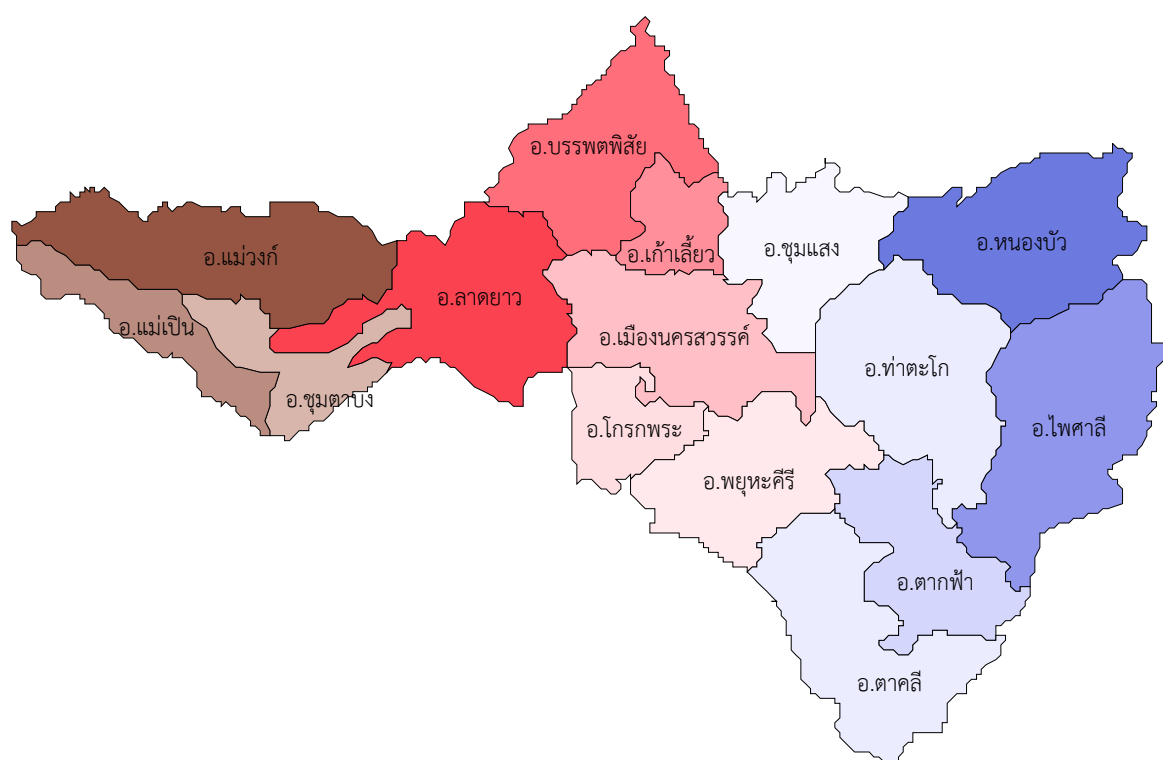 อ.บรรพตพิสัย
อ.หนองบัว
อ.ชุมแสง
อ.เก้าเลี้ยว
อ.แม่วงก์
อ.ลาดยาว
อ.แม่เปิน
อ.เมืองนครสวรรค์
อ.ท่าตะโก
อ.ชุมตาบง
อ.โกรกพระ
อ.ไพศาลี
อ.พยุหะคีรี
อ.ตากฟ้า
อ.ตาคลี